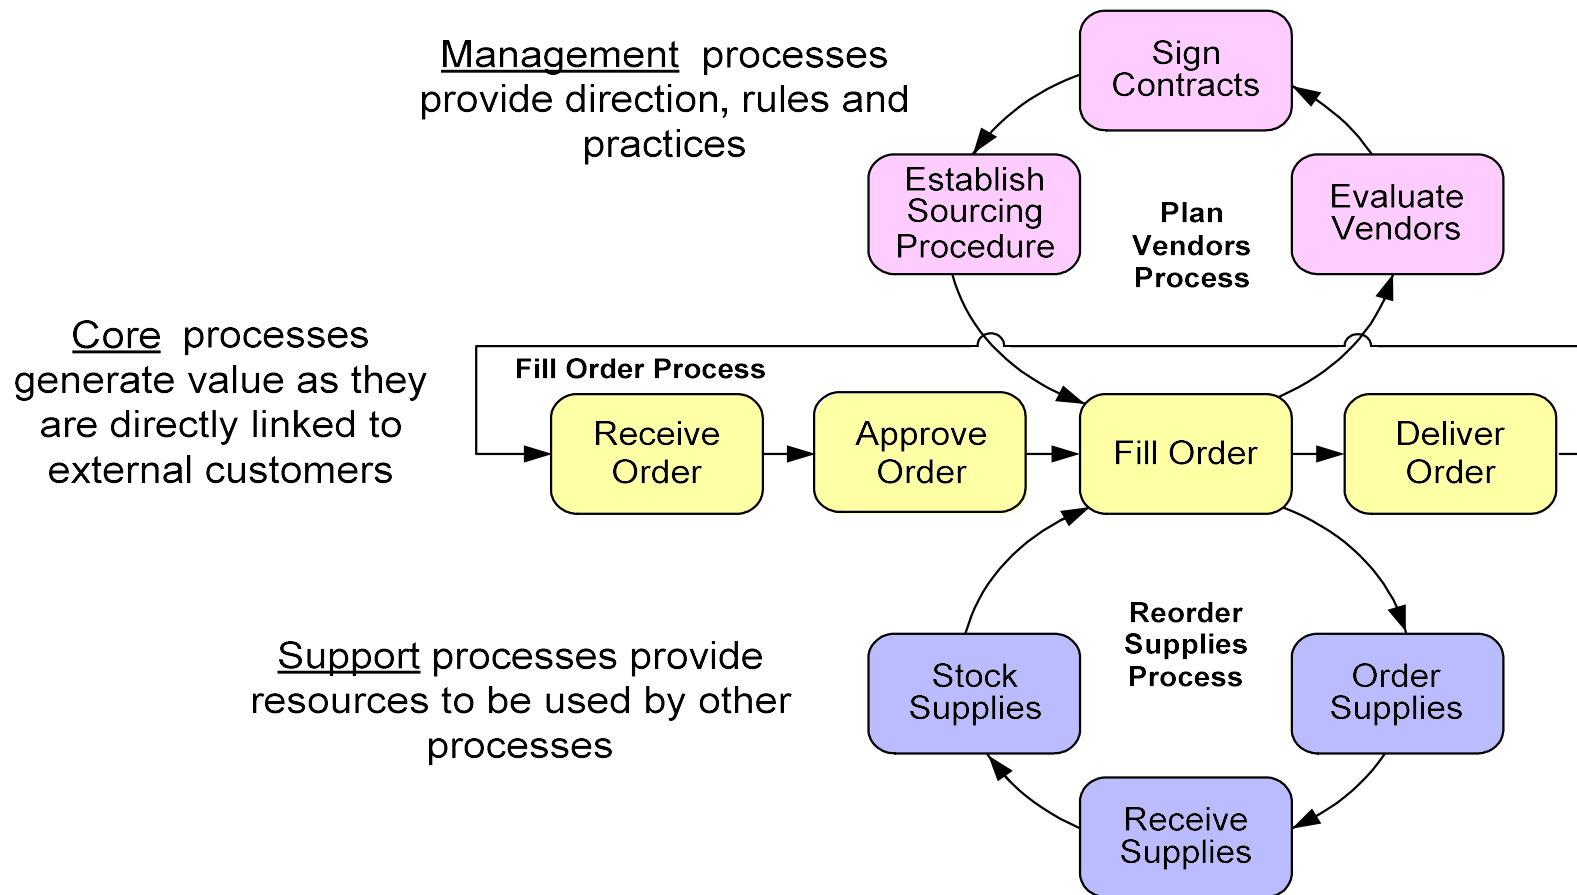 Management processes
provide direction, rules and
practices
Sign
Contracts
Establish
Sourcing
Procedure
Plan
Vendors
Process
Evaluate
Vendors
Core processes
generate value as they
are directly linked to
external customers
Fill Order Process
Receive
Order
Approve
Order
Fill Order
Deliver
Order
Support processes provide
resources to be used by other
processes
Reorder
Supplies
Process
Stock
Supplies
Order
Supplies
Receive
Supplies